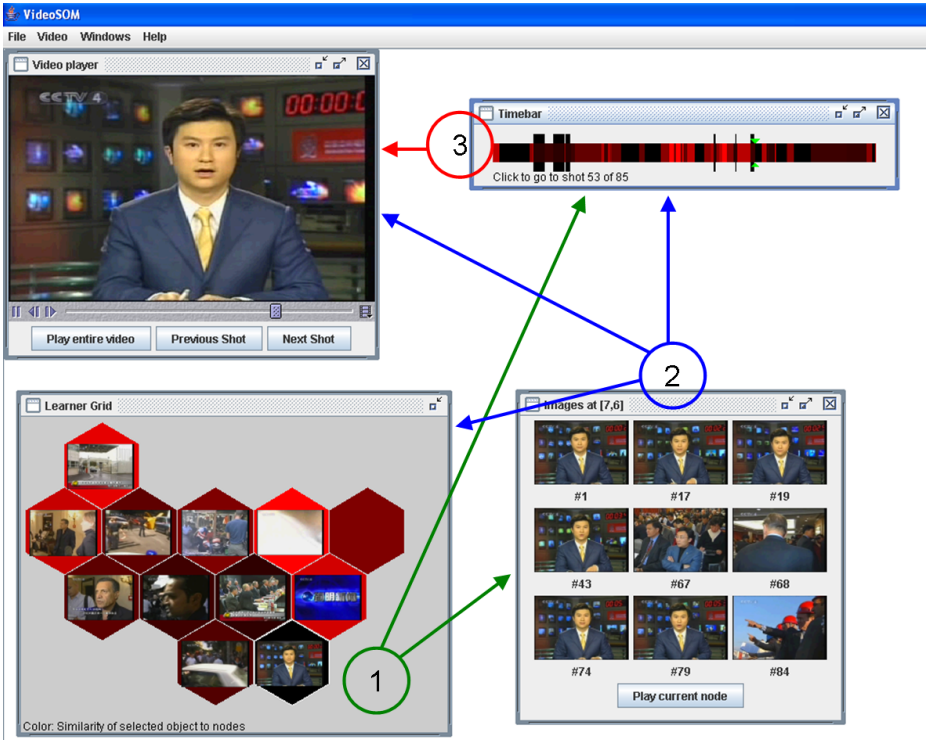 VideoSOM
File Video Windows Help
Video player
CCTV 4
00:00:0
Play entire video
Previous Shot
Next Shot
Timebar
Click to go to shot 53 of 85
3
2
Learner Grid
Color: Similarity of selected object to nodes
1
Images at [7,6]
#1 #17 #19
#43 #67 #68
#74 #79 #84
Play current node